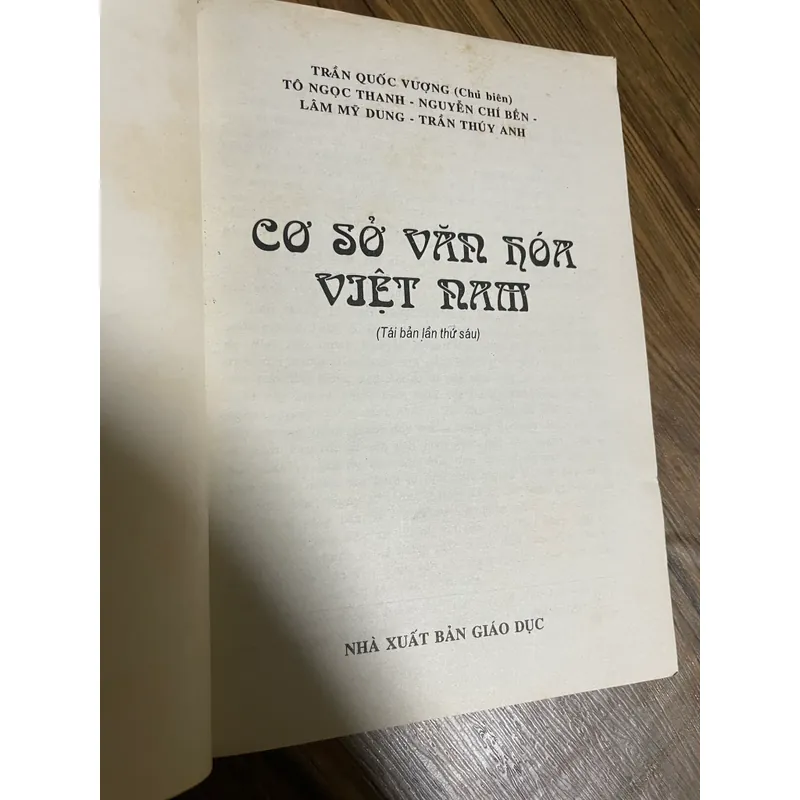 TRẦN QUỐC VƯỢNG (Chủ biên)
TÔ NGỌC THANH - NGUYỄN CHÍ BỀN -
LÂM MỸ DUNG - TRẦN THÚY ANH
CƠ SỞ VĂN HÓA
VIỆT NAM
(Tái bản lần thứ sáu)
NHÀ XUẤT BẢN GIÁO DỤC